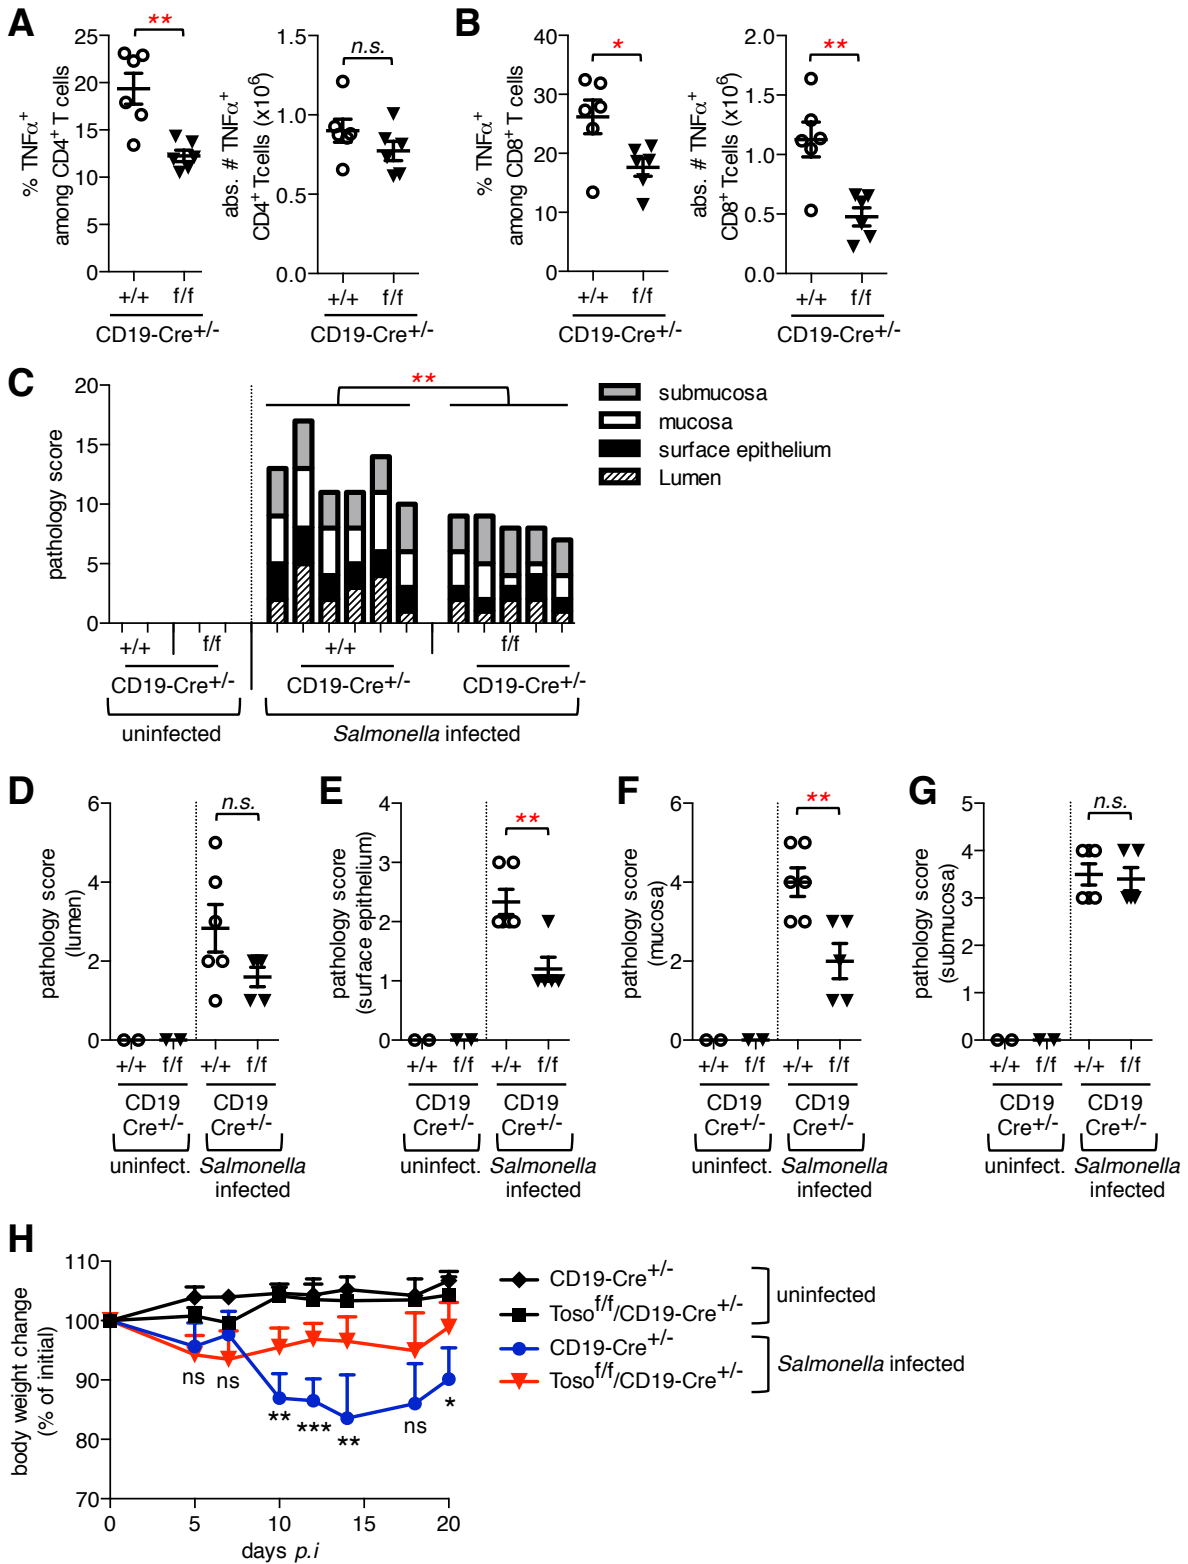 A
% TNFα+
among CD4+ T cells
25
20
15
10
5
0
**
+/+ f/f
CD19-Cre+/-
abs. # TNFα+
CD4+ Tcells (x10^6)
1.5
1.0
0.5
0.0
n.s.
+/+ f/f
CD19-Cre+/-
B
% TNFα+
among CD8+ T cells
40
30
20
10
0
*
+/+ f/f
CD19-Cre+/-
abs. # TNFα+
CD8+ Tcells (x10^6)
2.0
1.5
1.0
0.5
0.0
**
+/+ f/f
CD19-Cre+/-
C
pathology score
20
15
10
5
0
**
submucosa
mucosa
surface epithelium
Lumen
+/+ f/f +/+ f/f
CD19-Cre+/- CD19-Cre+/- CD19-Cre+/-
uninfected Salmonella infected
D
pathology score
(lumen)
6
4
2
0
n.s.
+/+ f/f +/+ f/f
CD19 CD19
Cre+/- Cre+/-
uninfect. Salmonella
infected
E
pathology score
(surface epithelium)
4
3
2
1
0
**
+/+ f/f +/+ f/f
CD19 CD19
Cre+/- Cre+/-
uninfect. Salmonella
infected
F
pathology score
(mucosa)
6
4
2
0
**
+/+ f/f +/+ f/f
CD19 CD19
Cre+/- Cre+/-
uninfect. Salmonella
infected
G
pathology score
(submucosa)
5
4
3
2
1
0
n.s.
+/+ f/f +/+ f/f
CD19 CD19
Cre+/- Cre+/-
uninfect. Salmonella
infected
H
body weight change
(% of initial)
110
100
90
80
70
ns ns ** *** ** ns *
0 5 10 15 20
days p.i
CD19-Cre+/-
Toso f/f/CD19-Cre+/-
uninfected
CD19-Cre+/-
Toso f/f/CD19-Cre+/-
Salmonella infected